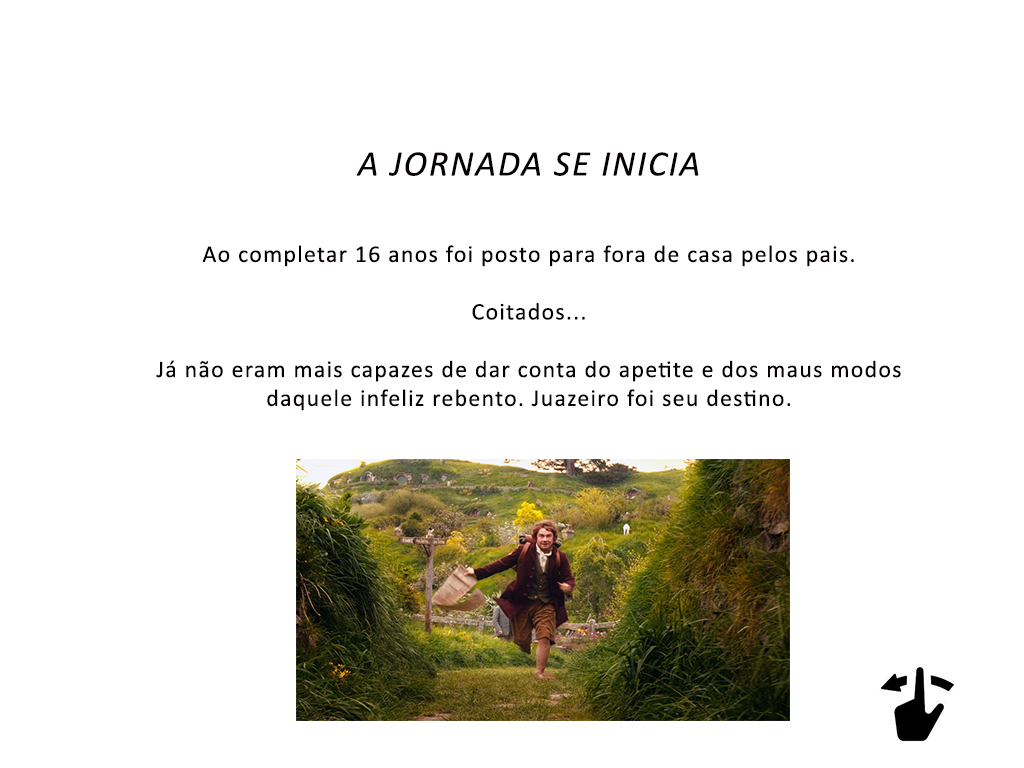 A JORNADA SE INICIA
Ao completar 16 anos foi posto para fora de casa pelos pais.
Coitados...
Já não eram mais capazes de dar conta do apetite e dos maus modos
daquele infeliz rebento. Juazeiro foi seu destino.